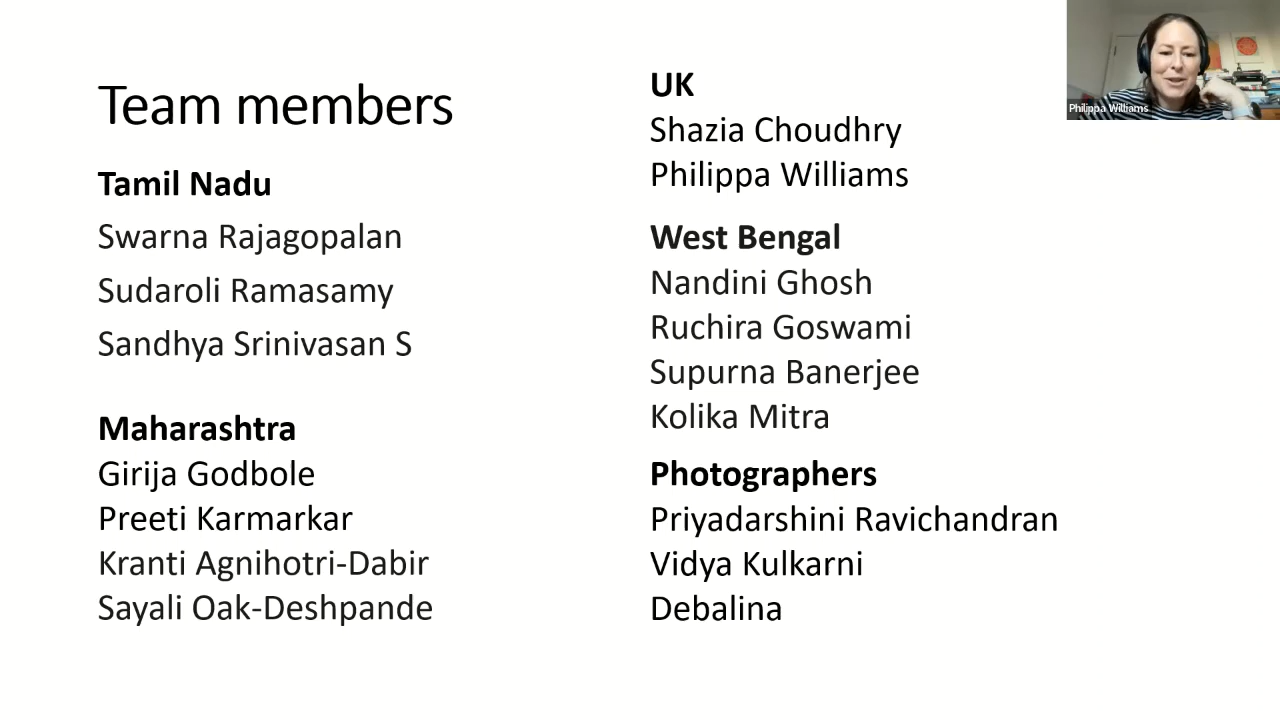 Team members
Tamil Nadu
Swarna Rajagopalan
Sudaroli Ramasamy
Sandhya Srinivasan S
Maharashtra
Girija Godbole
Preeti Karmarkar
Kranti Agnihotri-Dabir
Sayali Oak-Deshpande
UK
Shazia Choudhry
Philippa Williams
West Bengal
Nandini Ghosh
Ruchira Goswami
Supurna Banerjee
Kolika Mitra
Photographers
Priyadarshini Ravichandran
Vidya Kulkarni
Debalina
Philippa Williams